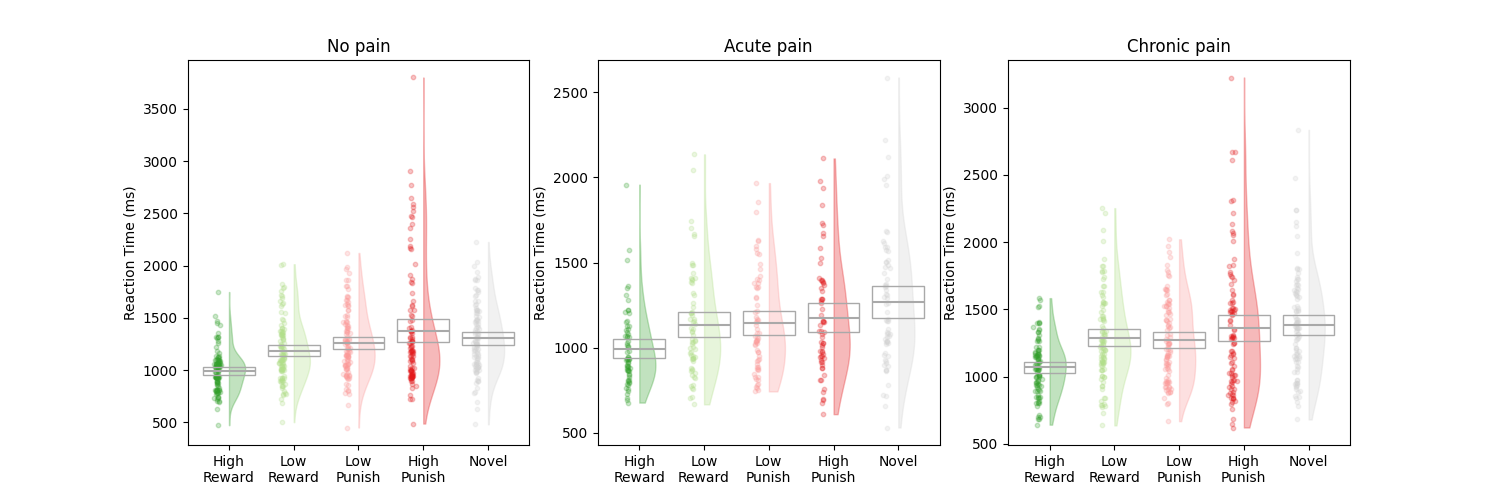 No pain
Acute pain
Chronic pain
Reaction Time (ms)
3500
3000
2500
2000
1500
1000
500
High Reward
Low Reward
Low Punish
High Punish
Novel
Reaction Time (ms)
2500
2000
1500
1000
500
High Reward
Low Reward
Low Punish
High Punish
Novel
Reaction Time (ms)
3000
2500
2000
1500
1000
500
High Reward
Low Reward
Low Punish
High Punish
Novel